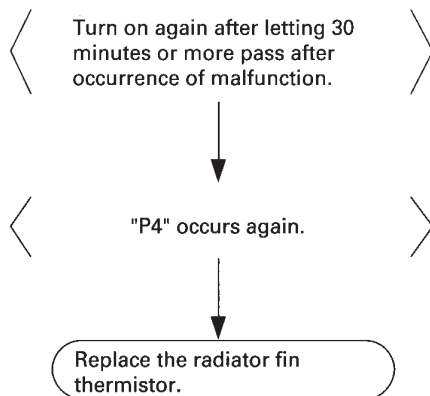 Turn on again after letting 30
minutes or more pass after
occurrence of malfunction.
"P4" occurs again.
Replace the radiator fin
thermistor.